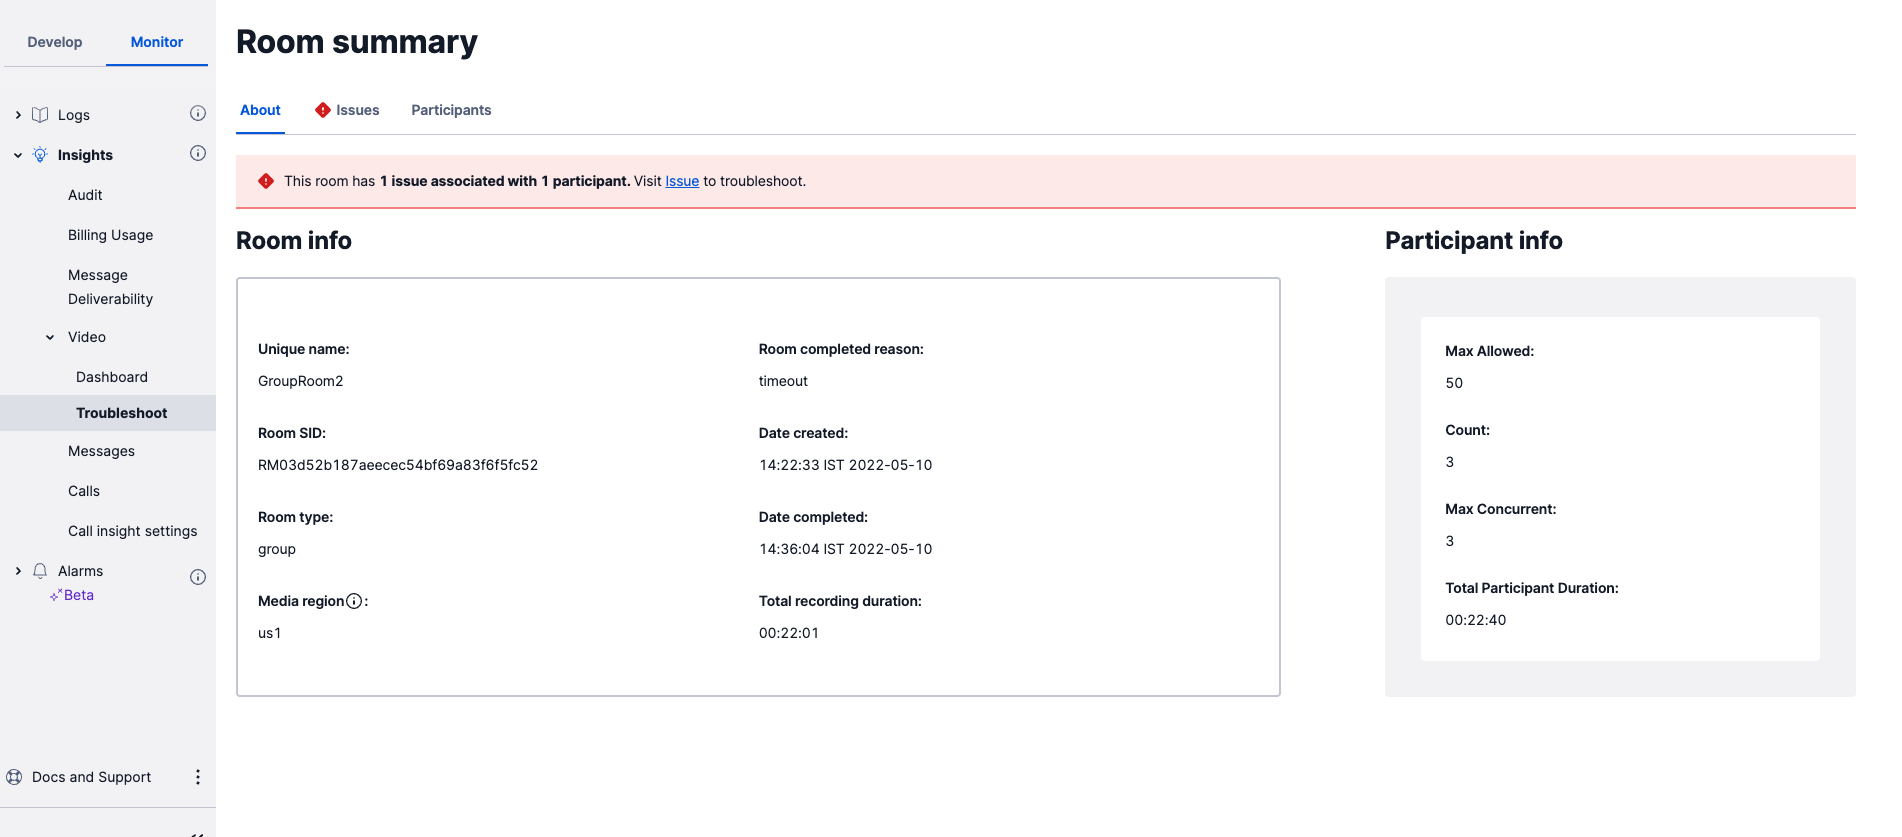 Develop
Monitor
Logs
Insights
Audit
Billing Usage
Message
Deliverability
Video
Dashboard
Troubleshoot
Messages
Calls
Call insight settings
Alarms
Beta
Docs and Support
Room summary
About
Issues
Participants
This room has 1 issue associated with 1 participant. Visit Issue to troubleshoot.
Room info
Unique name:
GroupRoom2
Room SID:
RM03d52b187aeecec54bf69a83f6f5fc52
Room type:
group
Media region:
us1
Room completed reason:
timeout
Date created:
14:22:33 IST 2022-05-10
Date completed:
14:36:04 IST 2022-05-10
Total recording duration:
00:22:01
Participant info
Max Allowed:
50
Count:
3
Max Concurrent:
3
Total Participant Duration:
00:22:40